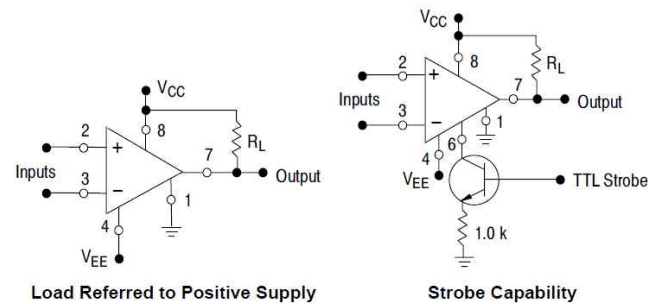 VCC
8
2
+
Inputs
3
−
RL
7
Output
1
4
VEE
Load Referred to Positive Supply
VCC
8
2
+
Inputs
3
−
RL
7
Output
1
6
4
VEE
TTL Strobe
1.0 k
Strobe Capability